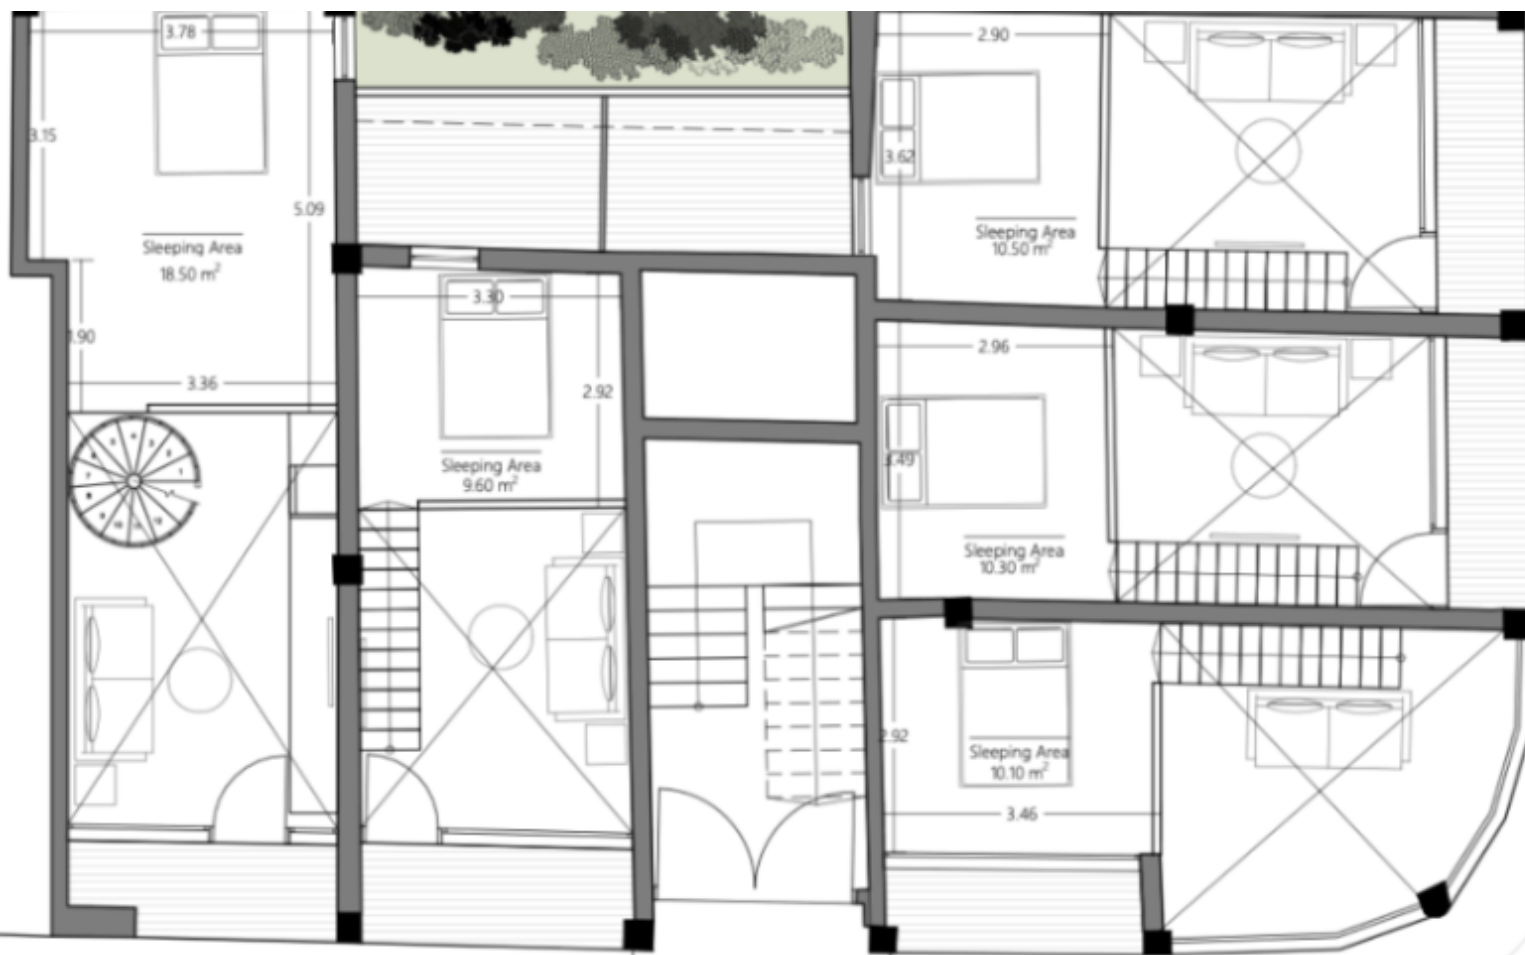 3.78
2.90
3.15
3.62
5.09
Sleeping Area
18.50 m²
Sleeping Area
10.50 m²
3.30
1.90
2.96
3.36
2.92
Sleeping Area
9.60 m²
3.49
Sleeping Area
10.30 m²
2.92
Sleeping Area
10.10 m²
3.46